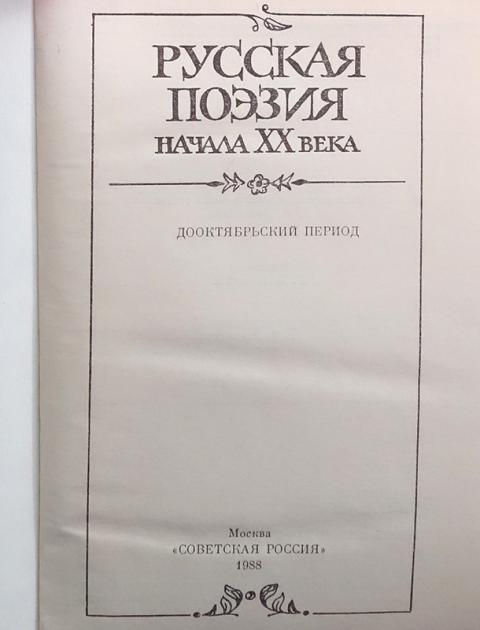 РУССКАЯ
ПОЭЗИЯ
НАЧАЛА XX ВЕКА
ДООКТЯБРЬСКИЙ ПЕРИОД
Москва
«СОВЕТСКАЯ РОССИЯ»
1988